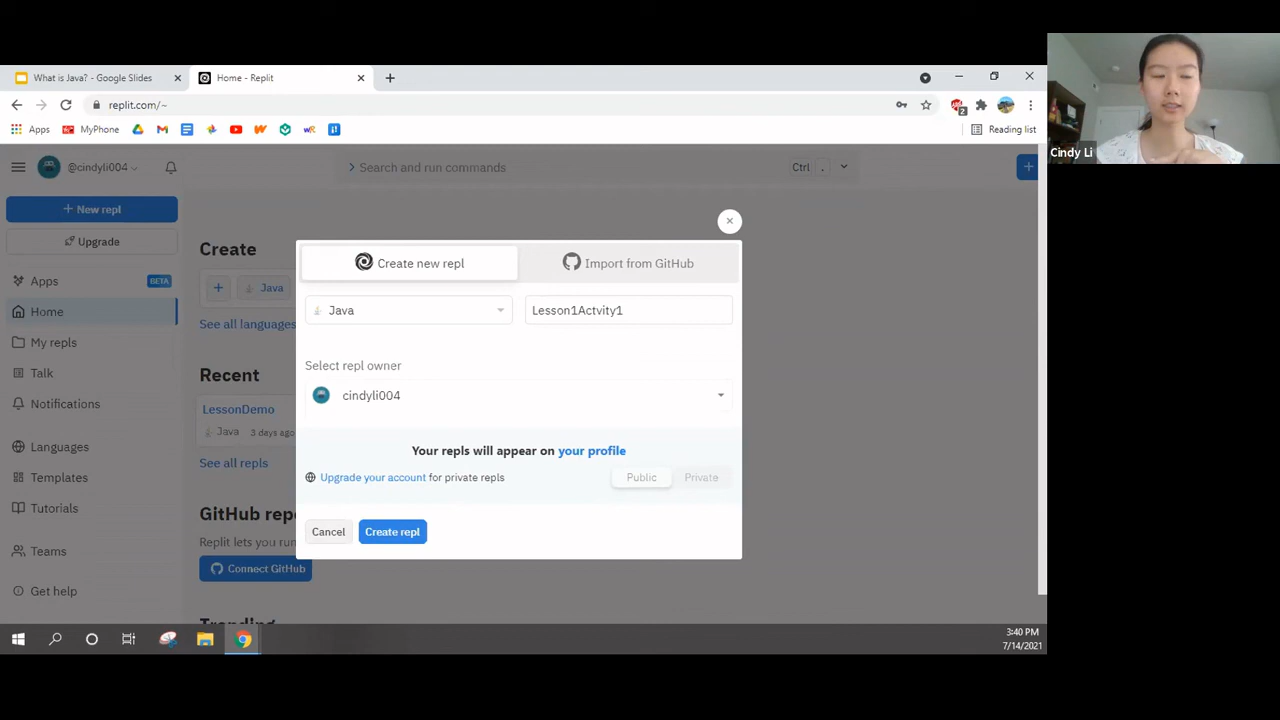 What is Java? - Google Slides
Home - Replit
replit.com/~
2
Apps
MyPhone
Reading list
@cindyli004
Search and run commands
Ctrl
.
+ New repl
Upgrade
Apps
BETA
Home
My repls
Talk
Notifications
Languages
Templates
Tutorials
Teams
Get help
Create
Java
See all languages
Recent
LessonDemo
Java
3 days ago
See all repls
GitHub rep
Replit lets you run
Connect GitHub
Trending
Create new repl
Import from GitHub
Java
Lesson1Actvity1
Select repl owner
cindyli004
Your repls will appear on your profile
Upgrade your account for private repls
Public
Private
Cancel
Create repl
3:40 PM
7/14/2021
Cindy Li